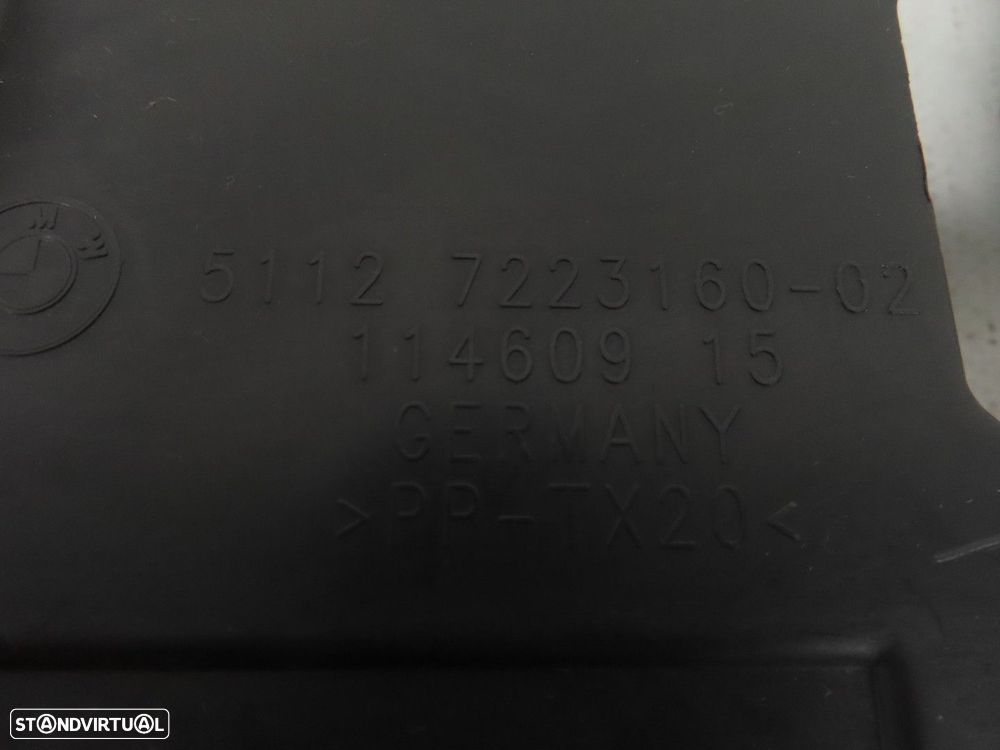 M W
5112 7223160-02
114609 15
GERMANY
>PP-TX20<
STANDVIRTUAL